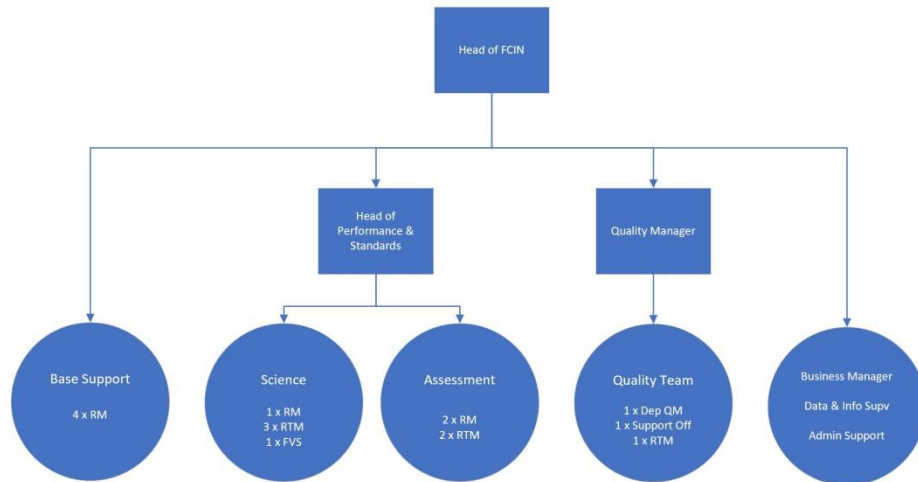 Head of FCIN
Head of
Performance &
Standards
Quality Manager
Base Support
4 x RM
Science
1 x RM
3 x RTM
1 x FVS
Assessment
2 x RM
2 x RTM
Quality Team
1 x Dep QM
1 x Support Off
1 x RTM
Business Manager
Data & Info Supv
Admin Support